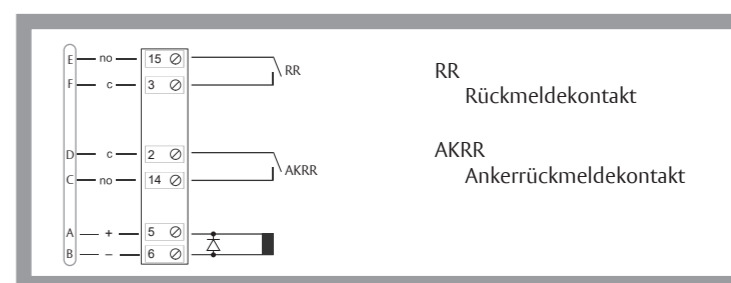 E no 15 RR
F c 3
D c 2 AKRR
C no 14
A + 5
B – 6
RR
Rückmeldekontakt
AKRR
Ankerrückmeldekontakt